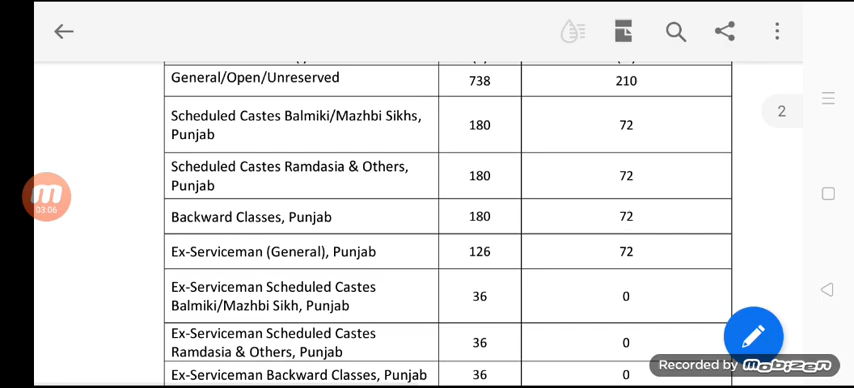 General/Open/Unreserved 738 210
2
Scheduled Castes Balmiki/Mazhbi Sikhs,
Punjab 180 72
Scheduled Castes Ramdasia & Others,
Punjab 180 72
m
03:06
Backward Classes, Punjab 180 72
Ex-Serviceman (General), Punjab 126 72
Ex-Serviceman Scheduled Castes
Balmiki/Mazhbi Sikh, Punjab 36 0
Ex-Serviceman Scheduled Castes
Ramdasia & Others, Punjab 36 0
Ex-Serviceman Backward Classes, Punjab 36 0
Recorded by mobizen